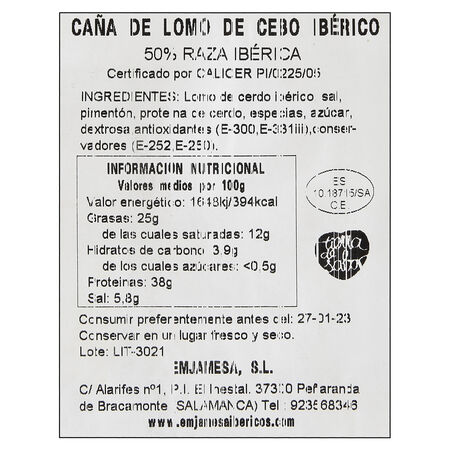 CAÑA DE LOMO DE CEBO IBÉRICO
50% RAZA IBÉRICA
Certificado por CALICER PI/0225/05
INGREDIENTES: Lomo de cerdo ibérico, sal,
pimentón, proteína de cerdo, especias, azúcar,
dextrosa antioxidantes (E-300,E-331iii),conser-
vadores (E-252,E-250).
INFORMACIÓN NUTRICIONAL
Valores medios por 100g
Valor energético: 1648kj/394kcal
Grasas: 25g
de las cuales saturadas: 12g
Hidratos de carbono: 3,9g
de los cuales azúcares: <0,5g
Proteinas: 38g
Sal: 5,8g
ES
10.18715/SA
C.E
Consumir preferentemente antes del: 27-01-23
Conservar en un lugar fresco y seco.
Lote: LIT-3021
EMJAMESA, S.L.
C/ Alarifes nº1, P.I. El Inestal. 37300 Peñaranda
de Bracamonte (SALAMANCA) Tel.: 923568346
www.emjamesaibericos.com